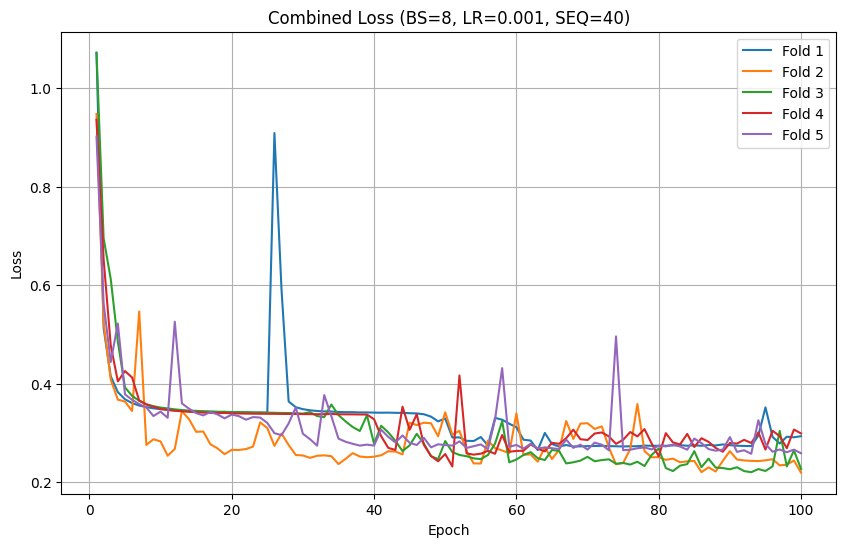 Combined Loss (BS=8, LR=0.001, SEQ=40)
Fold 1
Fold 2
Fold 3
Fold 4
Fold 5
Loss
1.0
0.8
0.6
0.4
0.2
0
20
40
60
80
100
Epoch